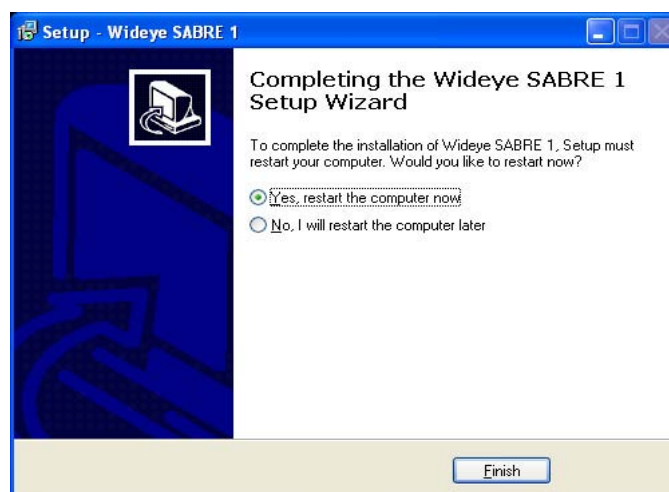 Setup - Wideye SABRE 1
Completing the Wideye SABRE 1
Setup Wizard
To complete the installation of Wideye SABRE 1, Setup must
restart your computer. Would you like to restart now?
Yes, restart the computer now
No, I will restart the computer later
Finish